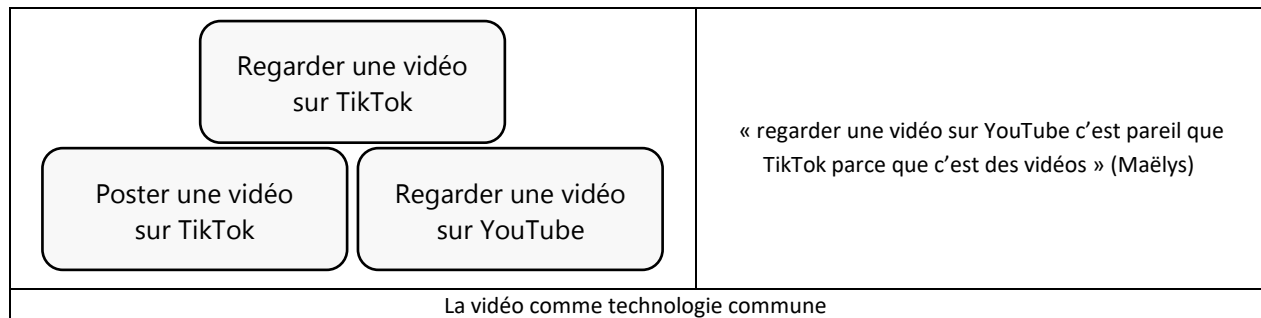 Regarder une vidéo
sur TikTok
Poster une vidéo
sur TikTok
Regarder une vidéo
sur YouTube
« regarder une vidéo sur YouTube c’est pareil que
TikTok parce que c’est des vidéos » (Maëlys)
La vidéo comme technologie commune